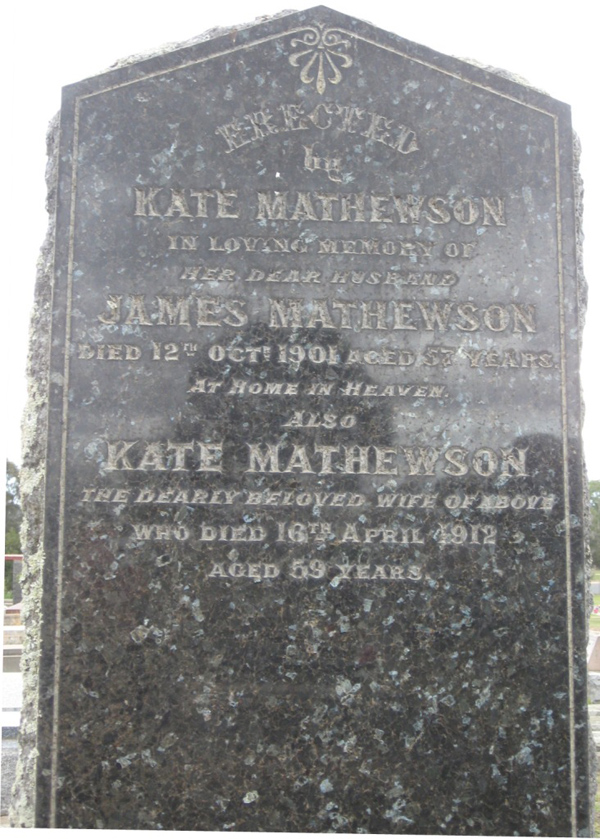 ERECTED
by
KATE MATHEWSON
IN LOVING MEMORY OF
HER DEAR HUSBAND
JAMES MATHEWSON
DIED 12TH OCTR 1901 AGED 57 YEARS.
AT HOME IN HEAVEN.
ALSO
KATE MATHEWSON
THE DEARLY BELOVED WIFE OF ABOVE
WHO DIED 16TH APRIL 1912
AGED 59 YEARS.